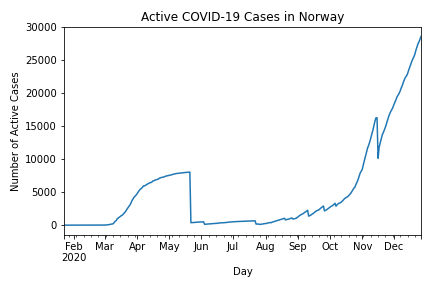 Active COVID-19 Cases in Norway
30000
25000
20000
15000
10000
5000
0
Number of Active Cases
Feb Mar Apr May Jun Jul Aug Sep Oct Nov Dec
2020
Day